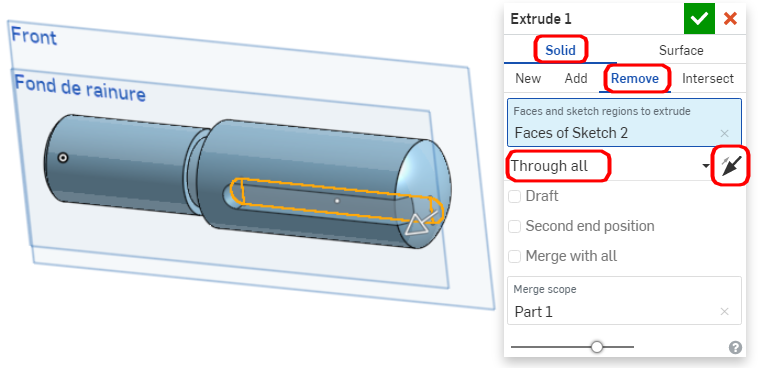 Front
Fond de rainure
Extrude 1
Solid Surface
New Add Remove Intersect
Faces and sketch regions to extrude
Faces of Sketch 2
Through all
Draft
Second end position
Merge with all
Merge scope
Part 1